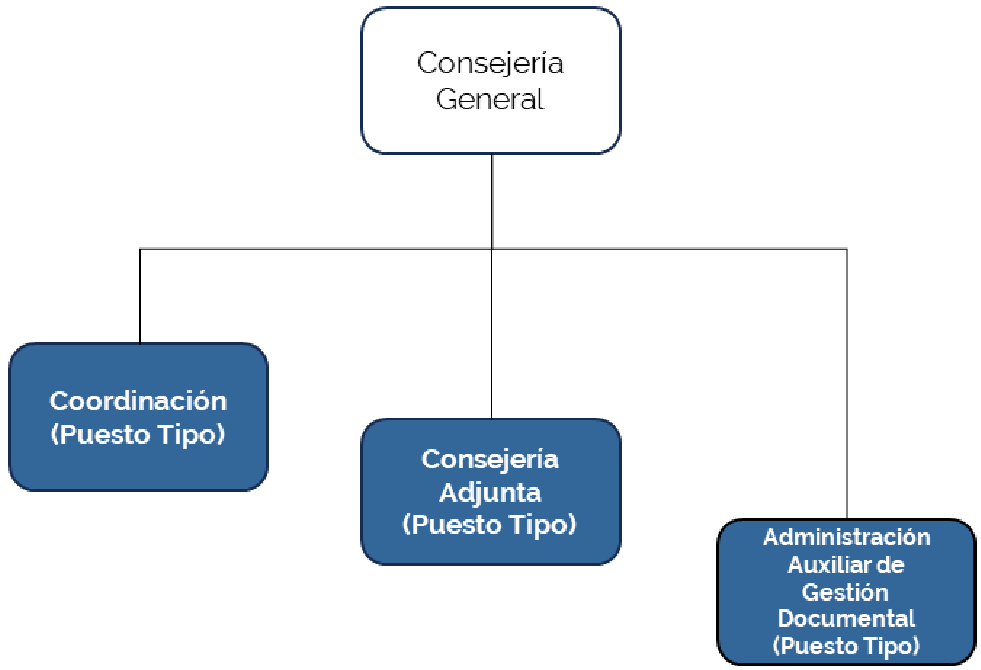 Consejería
General
Coordinación
(Puesto Tipo)
Consejería
Adjunta
(Puesto Tipo)
Administración
Auxiliar de
Gestión
Documental
(Puesto Tipo)